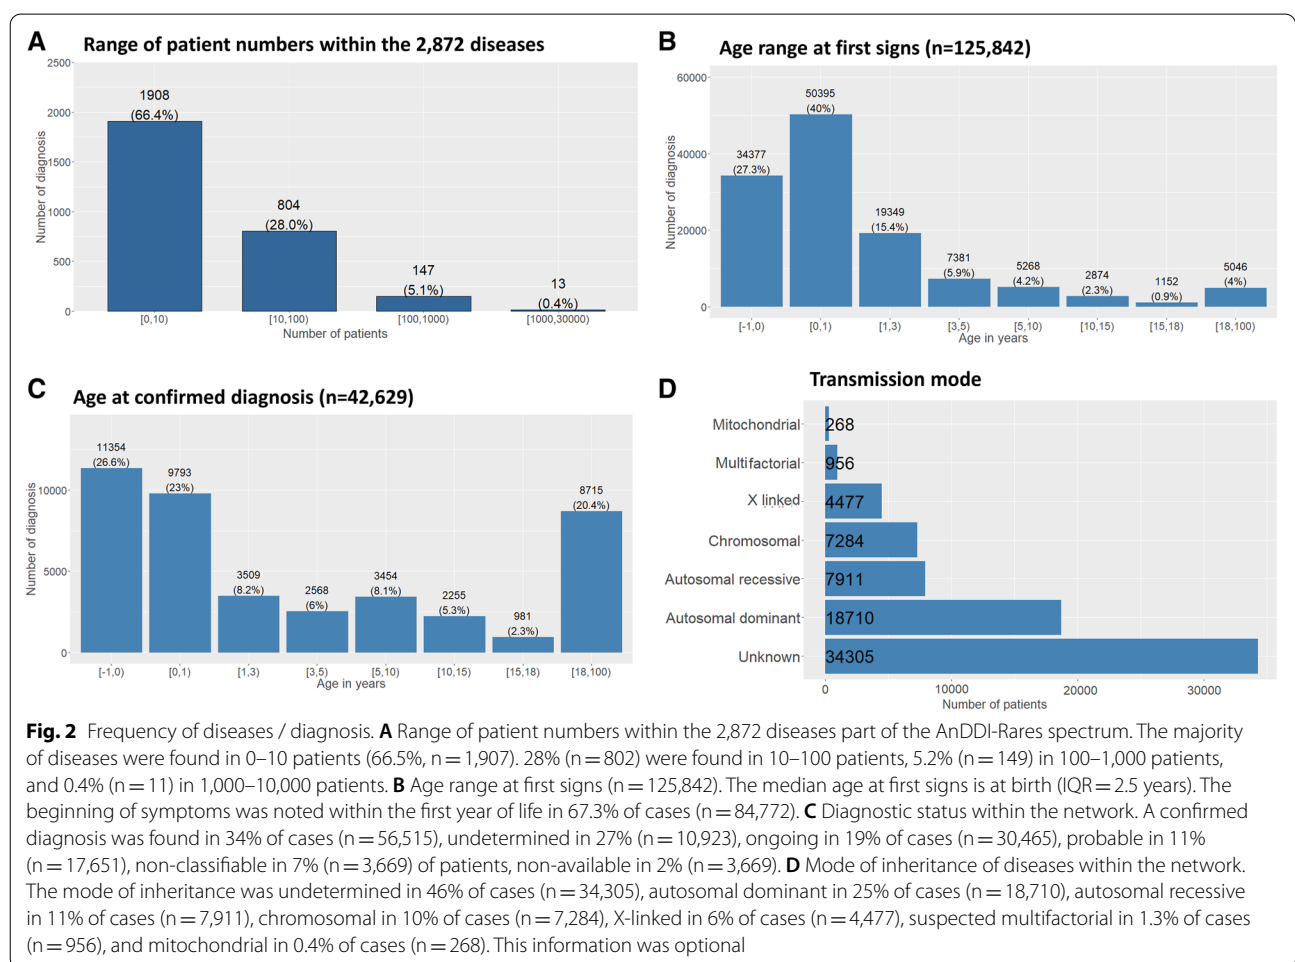 A Range of patient numbers within the 2,872 diseases
2500
2000
1500
1000
500
0
Number of diagnosis
1908
(66.4%)
804
(28.0%)
147
(5.1%)
13
(0.4%)
[0,10) [10,100) [100,1000) [1000,30000)
Number of patients
B Age range at first signs (n=125,842)
60000
40000
20000
0
Number of diagnosis
34377
(27.3%)
50395
(40%)
19349
(15.4%)
7381
(5.9%)
5268
(4.2%)
2874
(2.3%)
1152
(0.9%)
5046
(4%)
[-1,0) [0,1) [1,3) [3,5) [5,10) [10,15) [15,18) [18,100)
Age in years
C Age at confirmed diagnosis (n=42,629)
10000
5000
0
Number of diagnosis
11354
(26.6%)
9793
(23%)
3509
(8.2%)
2568
(6%)
3454
(8.1%)
2255
(5.3%)
981
(2.3%)
8715
(20.4%)
[-1,0) [0,1) [1,3) [3,5) [5,10) [10,15) [15,18) [18,100)
Age in years
D Transmission mode
Mitochondrial 268
Multifactorial 956
X linked 4477
Chromosomal 7284
Autosomal recessive 7911
Autosomal dominant 18710
Unknown 34305
0 10000 20000 30000
Number of patients
Fig. 2 Frequency of diseases / diagnosis. A Range of patient numbers within the 2,872 diseases part of the AnDDI-Rares spectrum. The majority
of diseases were found in 0–10 patients (66.5%, n = 1,907). 28% (n = 802) were found in 10–100 patients, 5.2% (n = 149) in 100–1,000 patients,
and 0.4% (n = 11) in 1,000–10,000 patients. B Age range at first signs (n = 125,842). The median age at first signs is at birth (IQR = 2.5 years). The
beginning of symptoms was noted within the first year of life in 67.3% of cases (n = 84,772). C Diagnostic status within the network. A confirmed
diagnosis was found in 34% of cases (n = 56,515), undetermined in 27% (n = 10,923), ongoing in 19% of cases (n = 30,465), probable in 11%
(n = 17,651), non-classifiable in 7% (n = 3,669) of patients, non-available in 2% (n = 3,669). D Mode of inheritance of diseases within the network.
The mode of inheritance was undetermined in 46% of cases (n = 34,305), autosomal dominant in 25% of cases (n = 18,710), autosomal recessive
in 11% of cases (n = 7,911), chromosomal in 10% of cases (n = 7,284), X-linked in 6% of cases (n = 4,477), suspected multifactorial in 1.3% of cases
(n = 956), and mitochondrial in 0.4% of cases (n = 268). This information was optional